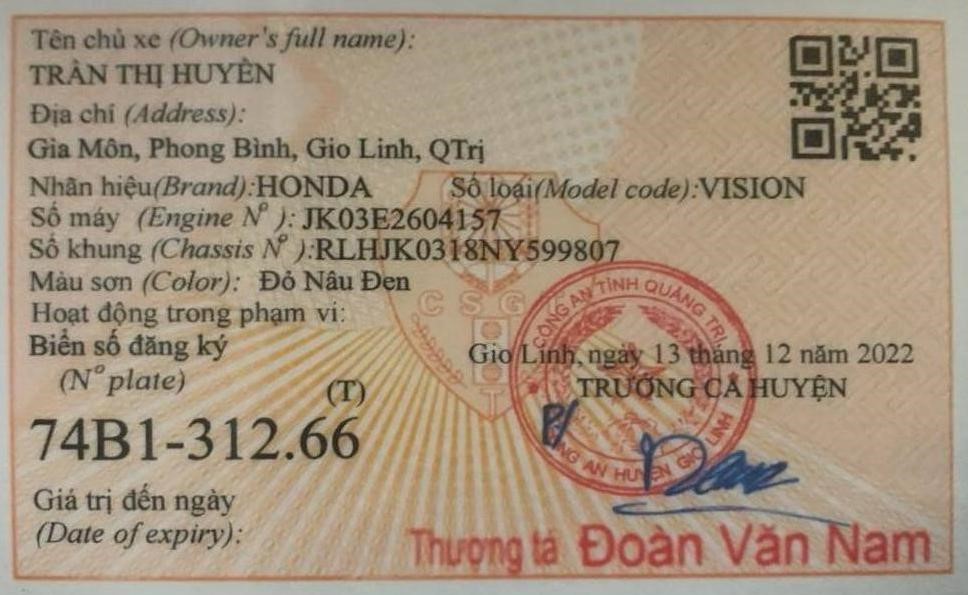 Tên chủ xe (Owner's full name):
TRẦN THỊ HUYÊN
Địa chỉ (Address):
Gia Môn, Phong Bình, Gio Linh, QTrị
Nhãn hiệu(Brand):HONDA Số loại(Model code):VISION
Số máy (Engine N°): JK03E2604157
Số khung (Chassis N°):RLHJK0318NY599807
Màu sơn (Color): Đỏ Nâu Đen
Hoạt động trong phạm vi:
Biển số đăng ký
(N° plate)
(T)
74B1-312.66
Giá trị đến ngày
(Date of expiry):
CSG
Gio Linh, ngày 13 tháng 12 năm 2022
TRƯỞNG CA HUYỆN
P/
CÔNG AN TỈNH QUẢNG TRỊ
CÔNG AN HUYỆN GIO LINH
Thượng tá Đoàn Văn Nam